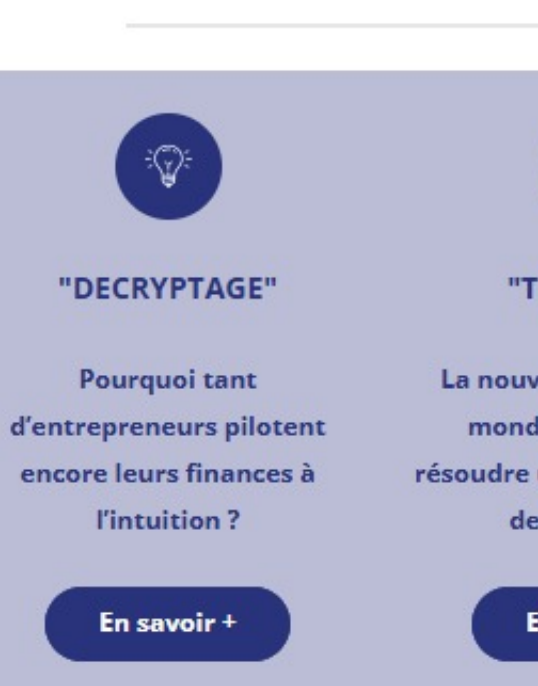 "DECRYPTAGE"
Pourquoi tant
d’entrepreneurs pilotent
encore leurs finances à
l’intuition ?
En savoir +
La nouv
mond
résoudre
de